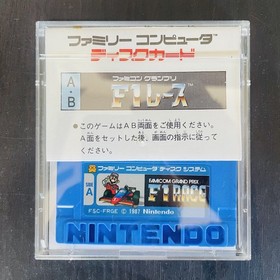 ファミリー コンピュータ
ディスクカード
A・B
ファミコン グランプリ
F1レース
●このゲームはＡＢ両面をご使用ください。
Ａ面をセットした後、画面の指示に従って
ください。
ファミリー コンピュータ ディスク システム
SIDE A
FAMICOM GRAND PRIX
F1 RACE
FSC-FRGE © 1987 Nintendo
NINTENDO